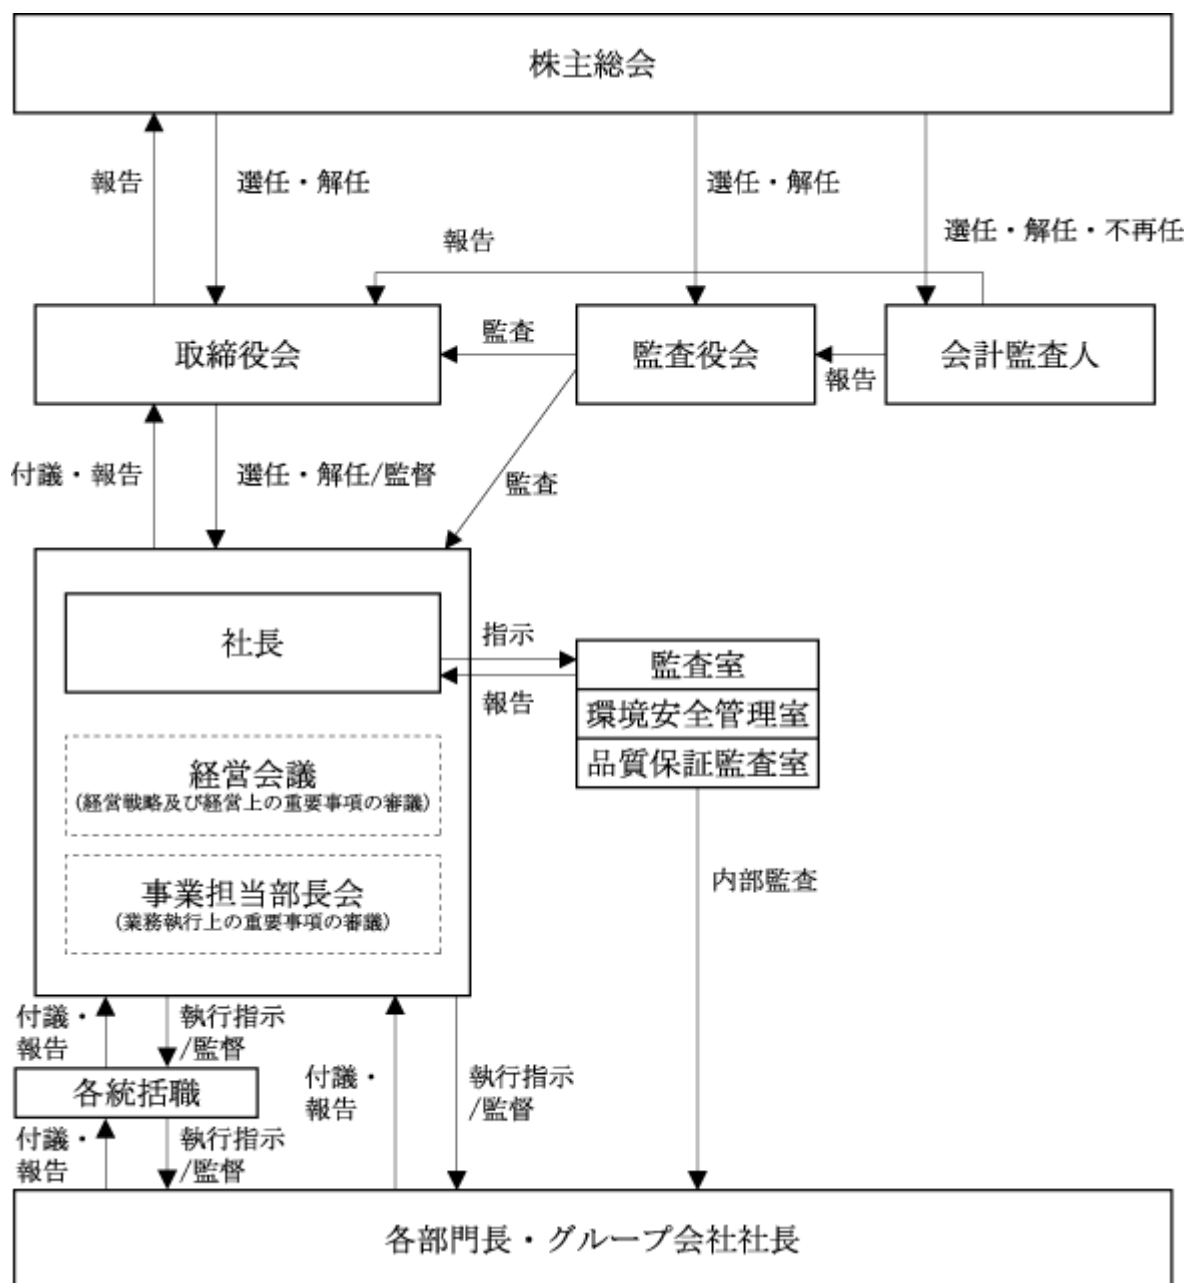 株主総会
報告
選任・解任
選任・解任
選任・解任・不再任
報告
取締役会
監査
監査役会
報告
会計監査人
付議・報告
選任・解任/監督
監査
社長
指示
報告
監査室
環境安全管理室
品質保証監査室
経営会議
(経営戦略及び経営上の重要事項の審議)
事業担当部長会
(業務執行上の重要事項の審議)
内部監査
付議・
報告
執行指示
/監督
各統括職
付議・
報告
執行指示
/監督
付議・
報告
執行指示
/監督
各部門長・グループ会社社長